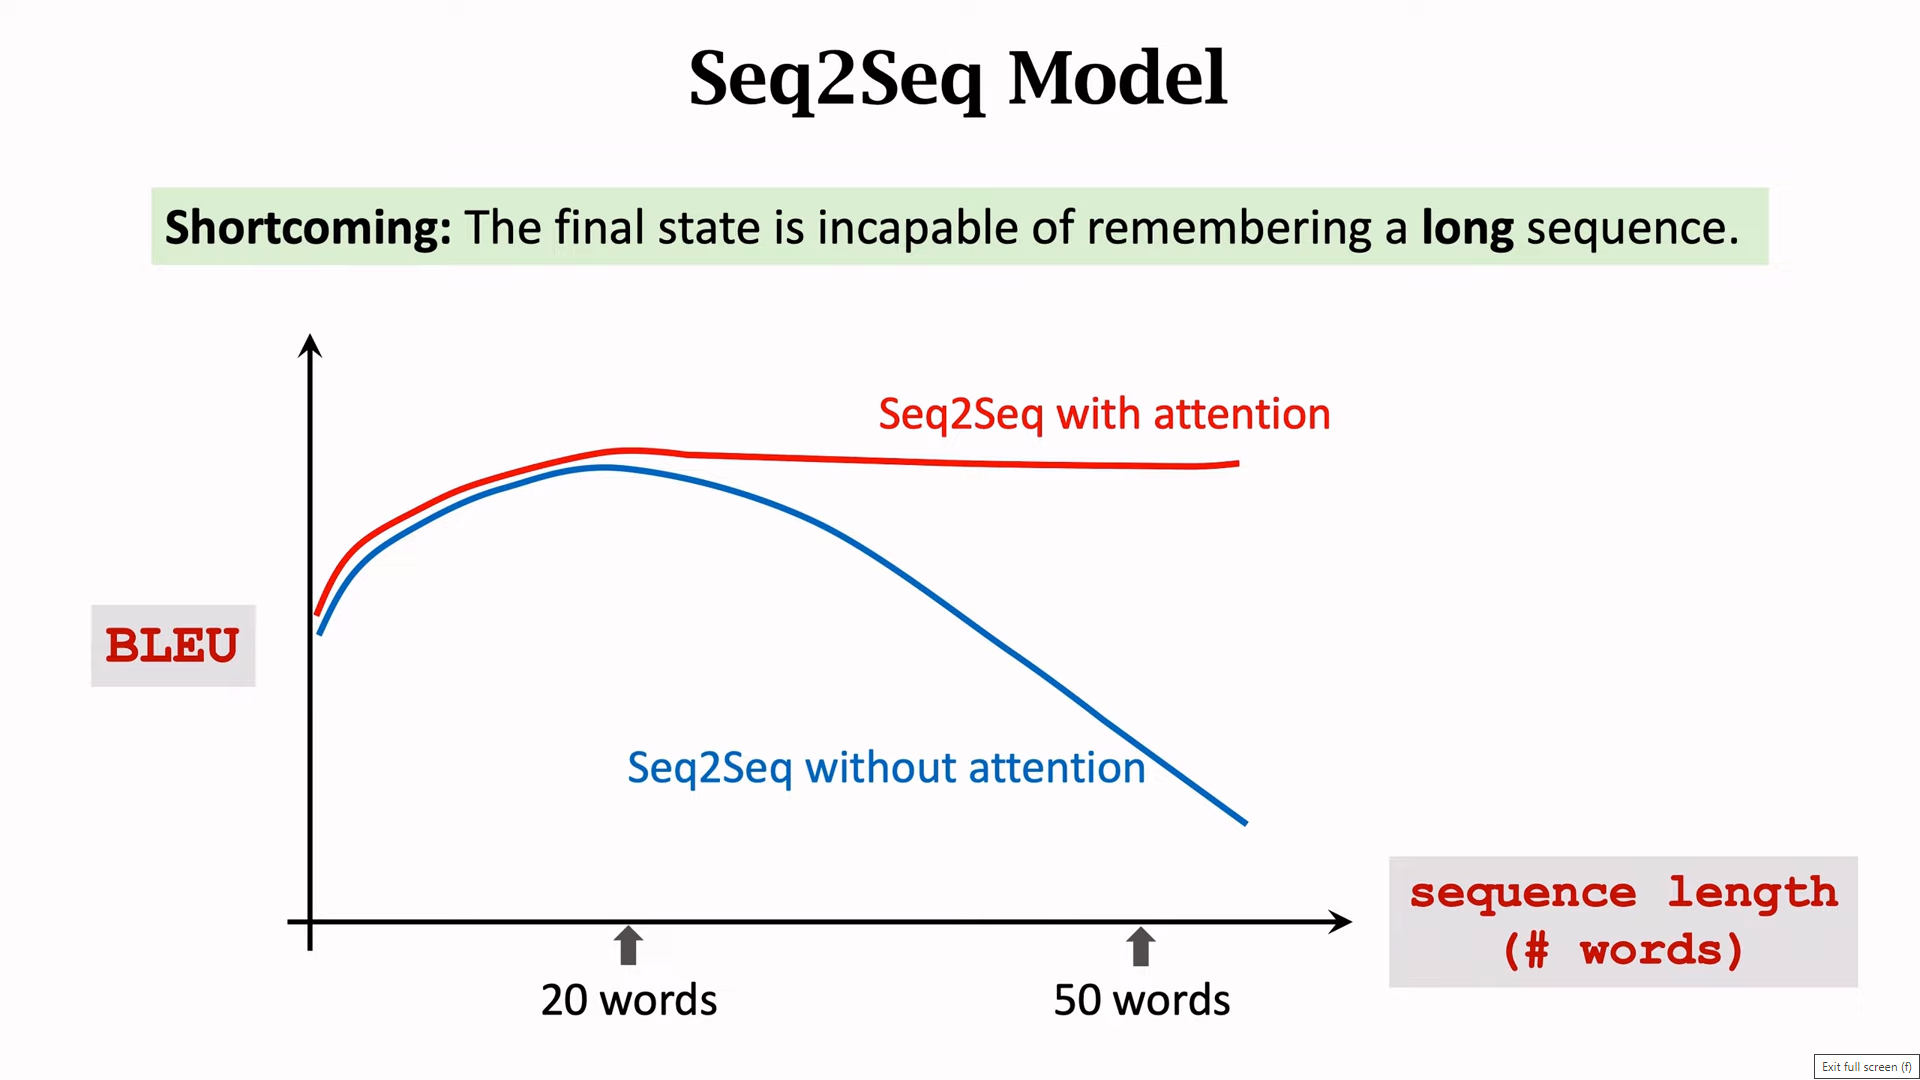 Seq2Seq Model
Shortcoming: The final state is incapable of remembering a long sequence.
Seq2Seq with attention
BLEU
Seq2Seq without attention
sequence length
(# words)
20 words
50 words
Exit full screen (f)